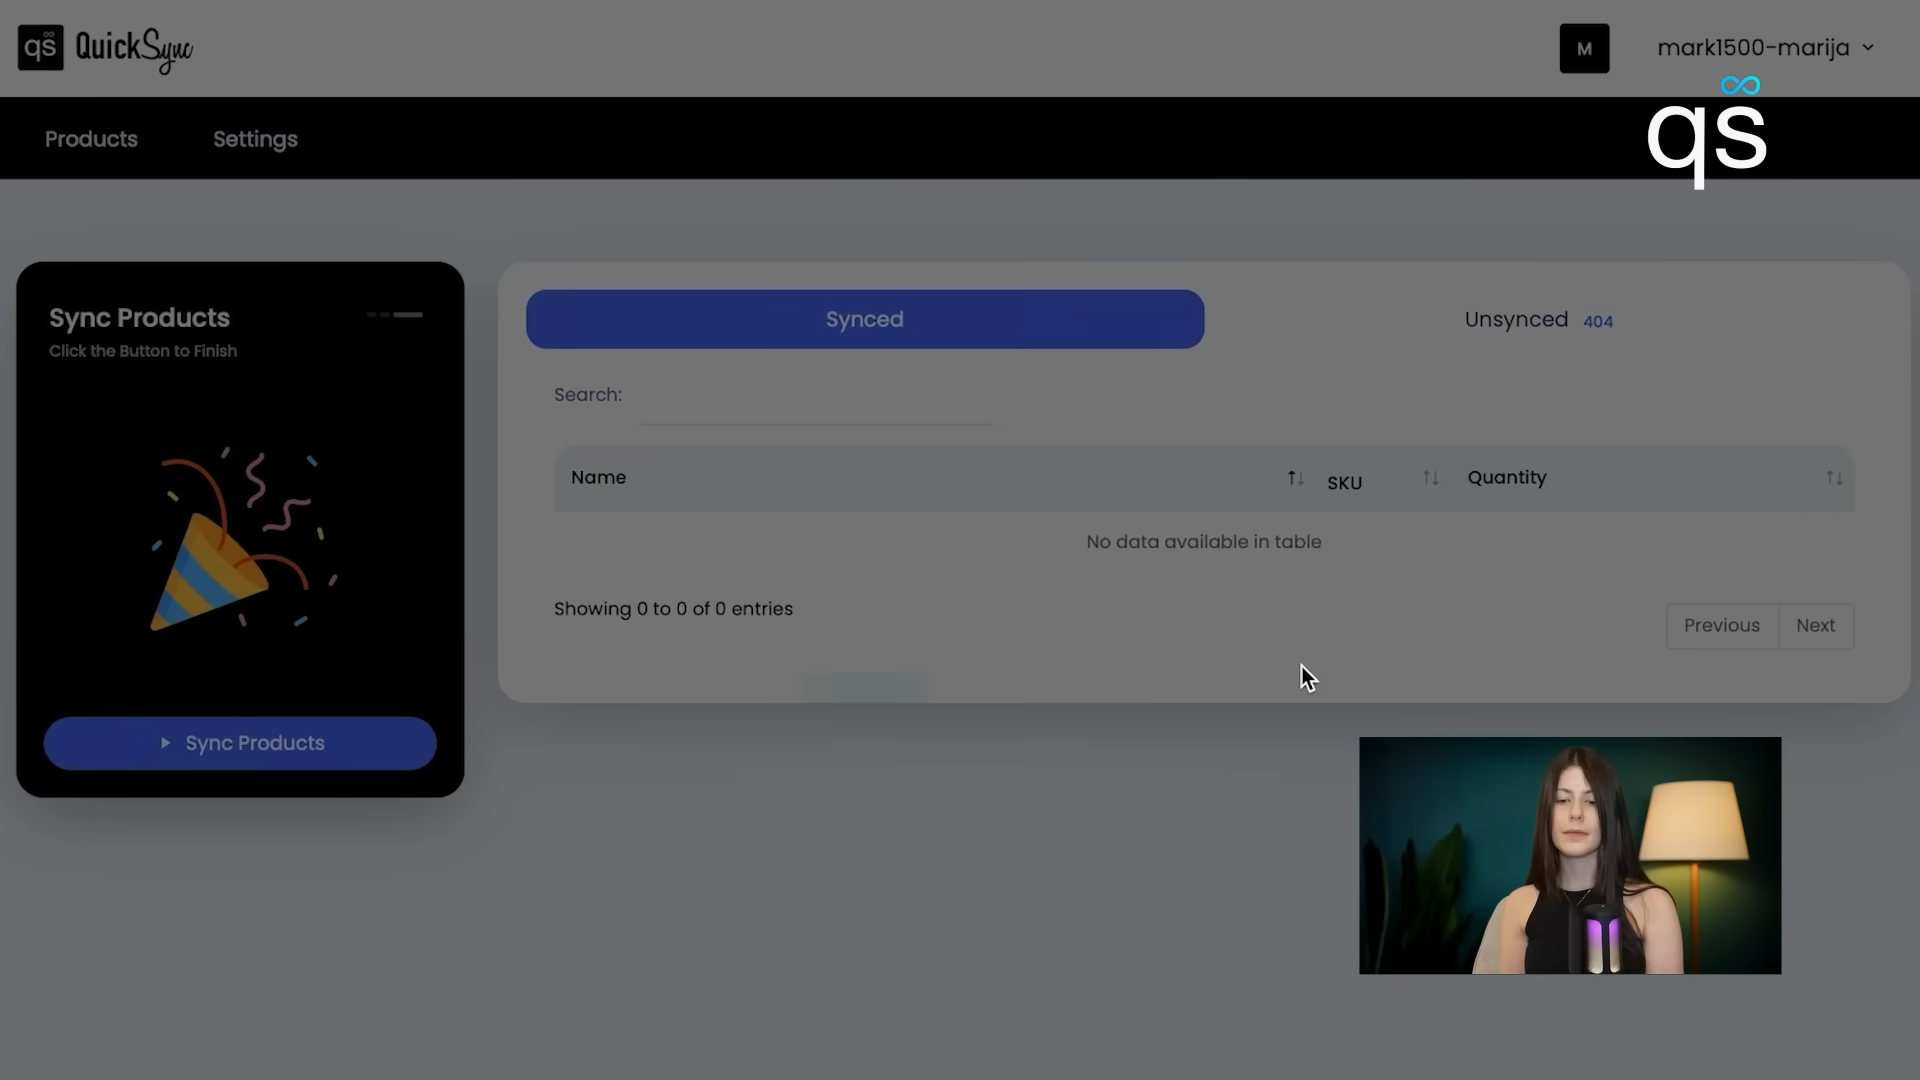 qs QuickSync
M
mark1500-marija
qs
Products
Settings
Sync Products
Click the Button to Finish
Sync Products
Synced
Unsynced 404
Search:
Name
SKU
Quantity
No data available in table
Showing 0 to 0 of 0 entries
Previous
Next